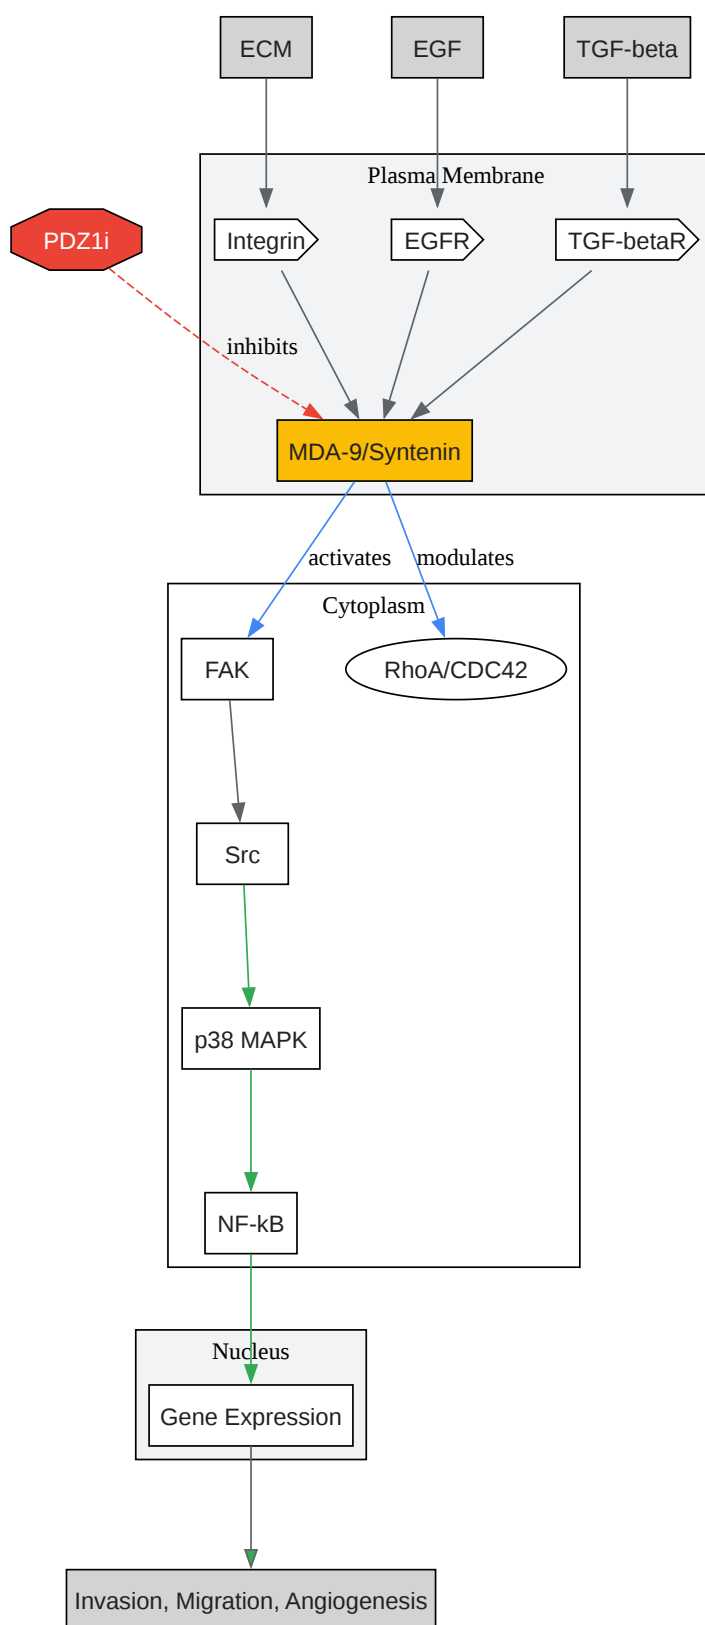 ECM
EGF
TGF-beta
Plasma Membrane
PDZ1i
Integrin
EGFR
TGF-betaR
inhibits
MDA-9/Syntenin
activates
modulates
Cytoplasm
FAK
RhoA/CDC42
Src
p38 MAPK
NF-kB
Nucleus
Gene Expression
Invasion, Migration, Angiogenesis